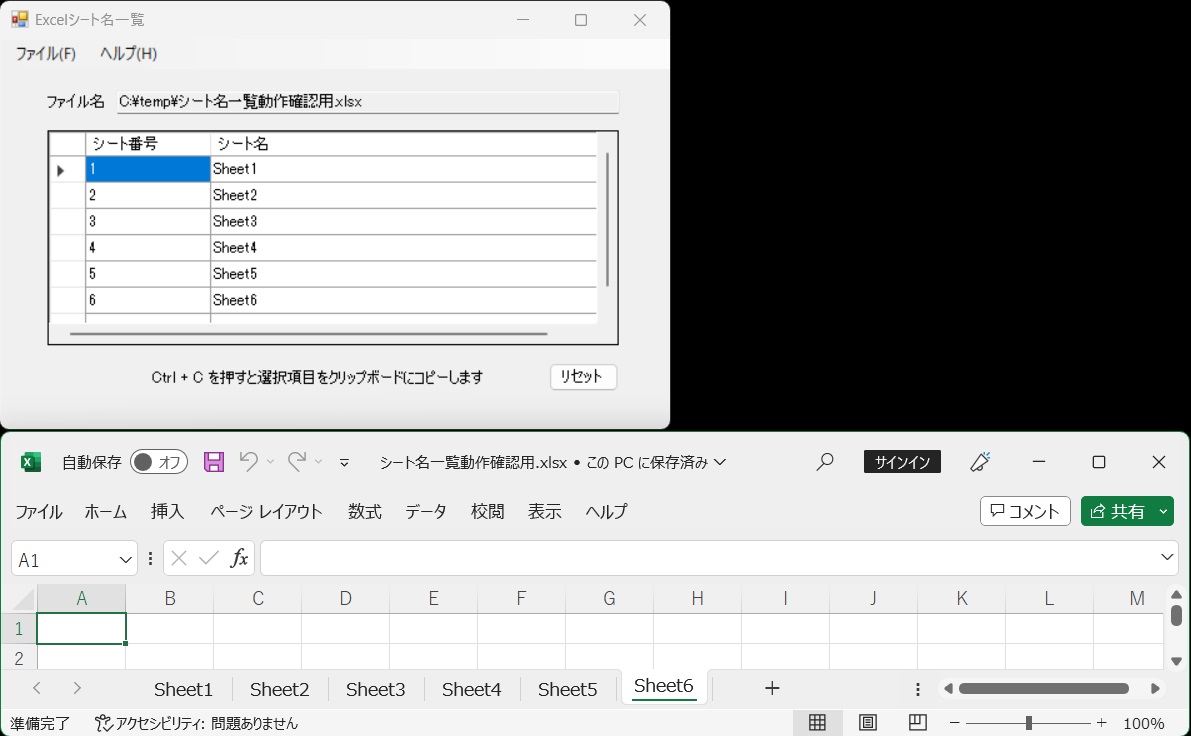 Excelシート名一覧
ファイル(F) ヘルプ(H)
ファイル名 C:¥temp¥シート名一覧動作確認用.xlsx
シート番号 シート名
1 Sheet1
2 Sheet2
3 Sheet3
4 Sheet4
5 Sheet5
6 Sheet6
Ctrl + C を押すと選択項目をクリップボードにコピーします リセット
自動保存 オフ シート名一覧動作確認用.xlsx • この PC に保存済み サインイン
ファイル ホーム 挿入 ページ レイアウト 数式 データ 校閲 表示 ヘルプ コメント 共有
A1 fx
A B C D E F G H I J K L M
1
2
Sheet1 Sheet2 Sheet3 Sheet4 Sheet5 Sheet6 +
準備完了 アクセシビリティ: 問題ありません − + 100%